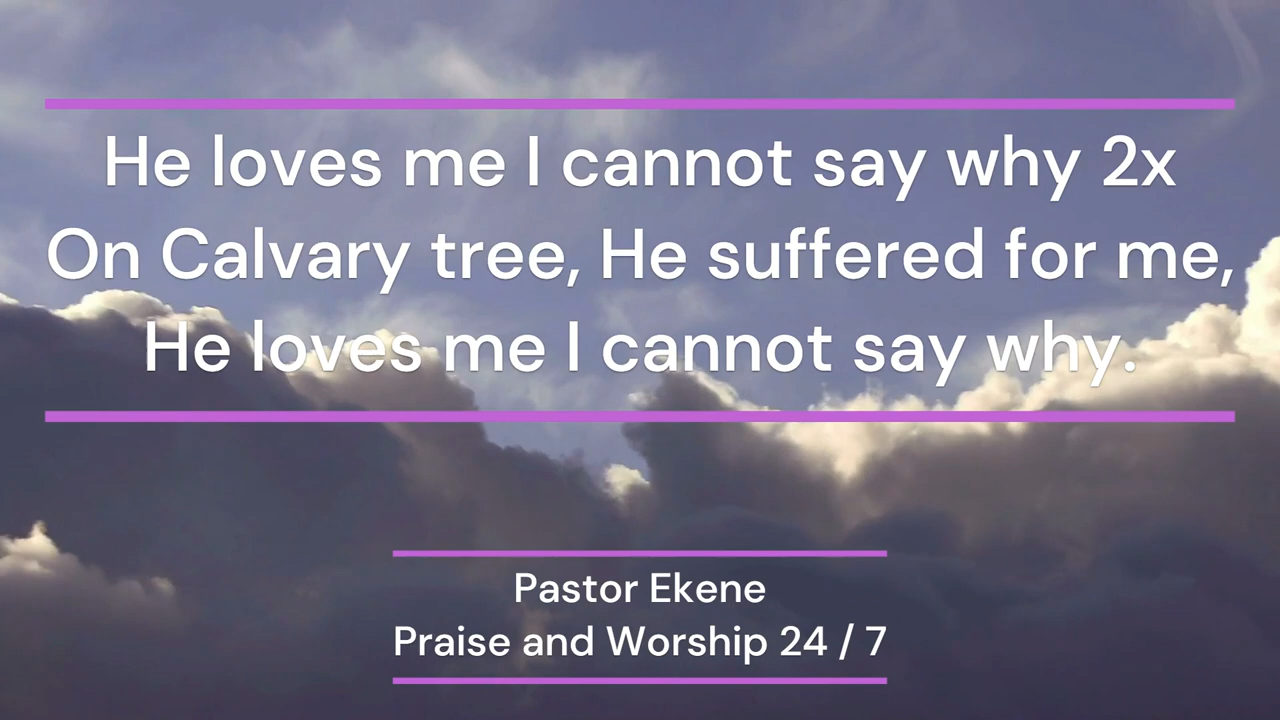 He loves me I cannot say why 2x
On Calvary tree, He suffered for me,
He loves me I cannot say why.
Pastor Ekene
Praise and Worship 24 / 7